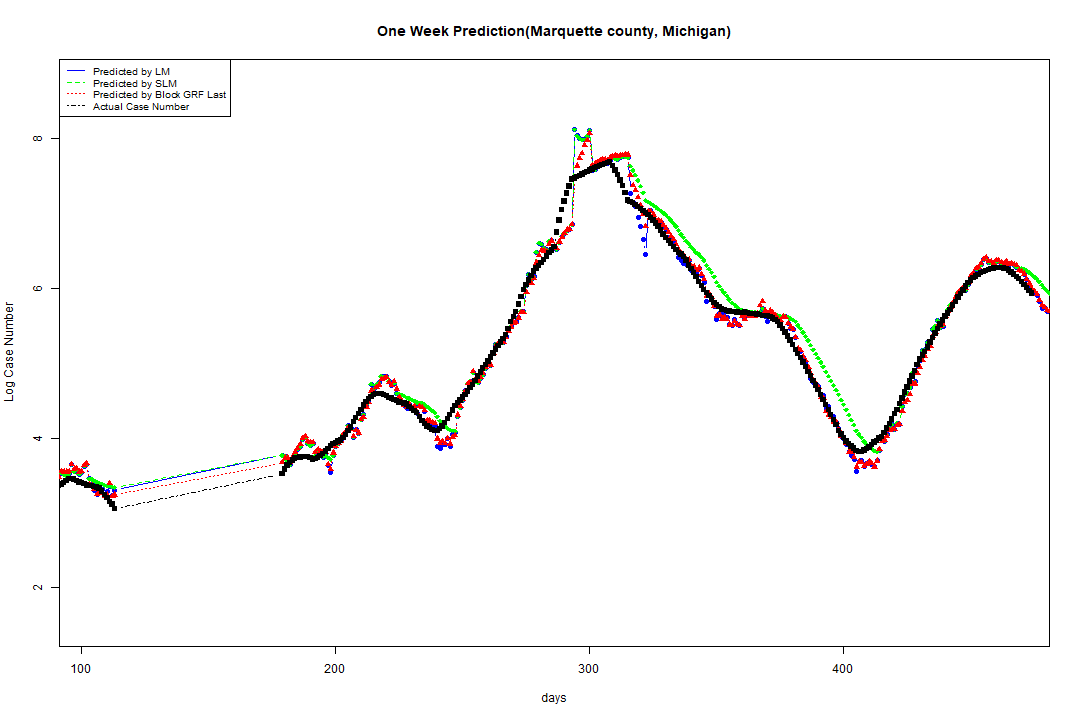 One Week Prediction(Marquette county, Michigan)
Predicted by LM
Predicted by SLM
Predicted by Block GRF Last
Actual Case Number
8
6
4
2
Log Case Number
100 200 300 400
days